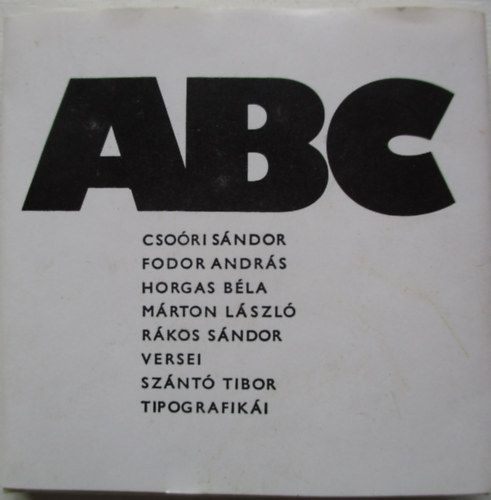 ABC
CSOÓRI SÁNDOR
FODOR ANDRÁS
HORGAS BÉLA
MÁRTON LÁSZLÓ
RÁKOS SÁNDOR
VERSEI
SZÁNTÓ TIBOR
TIPOGRAFIKÁI